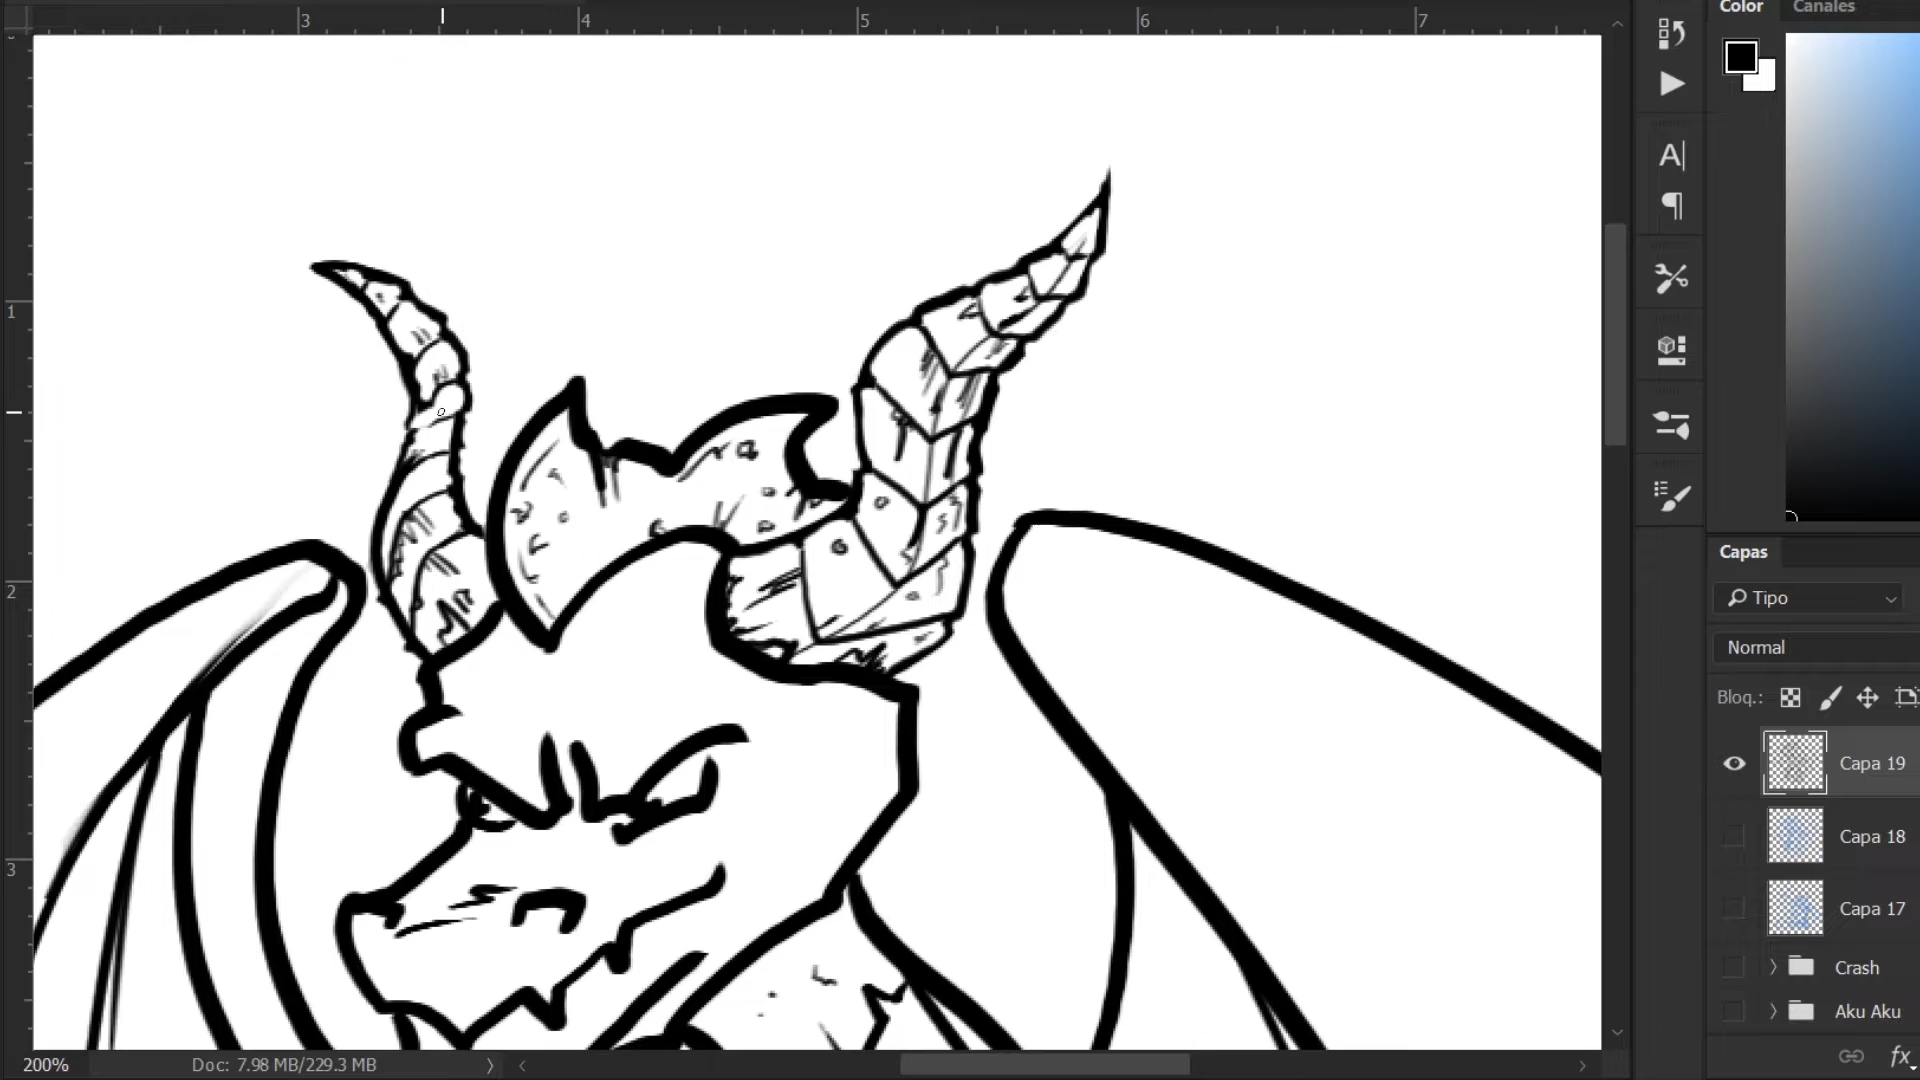 3 4 5 6 7
Color Canales
1
Capas
2
Tipo
Normal
Bloq.:
Capa 19
Capa 18
3
Capa 17
Crash
Aku Aku
200% Doc: 7.98 MB/229.3 MB
fx